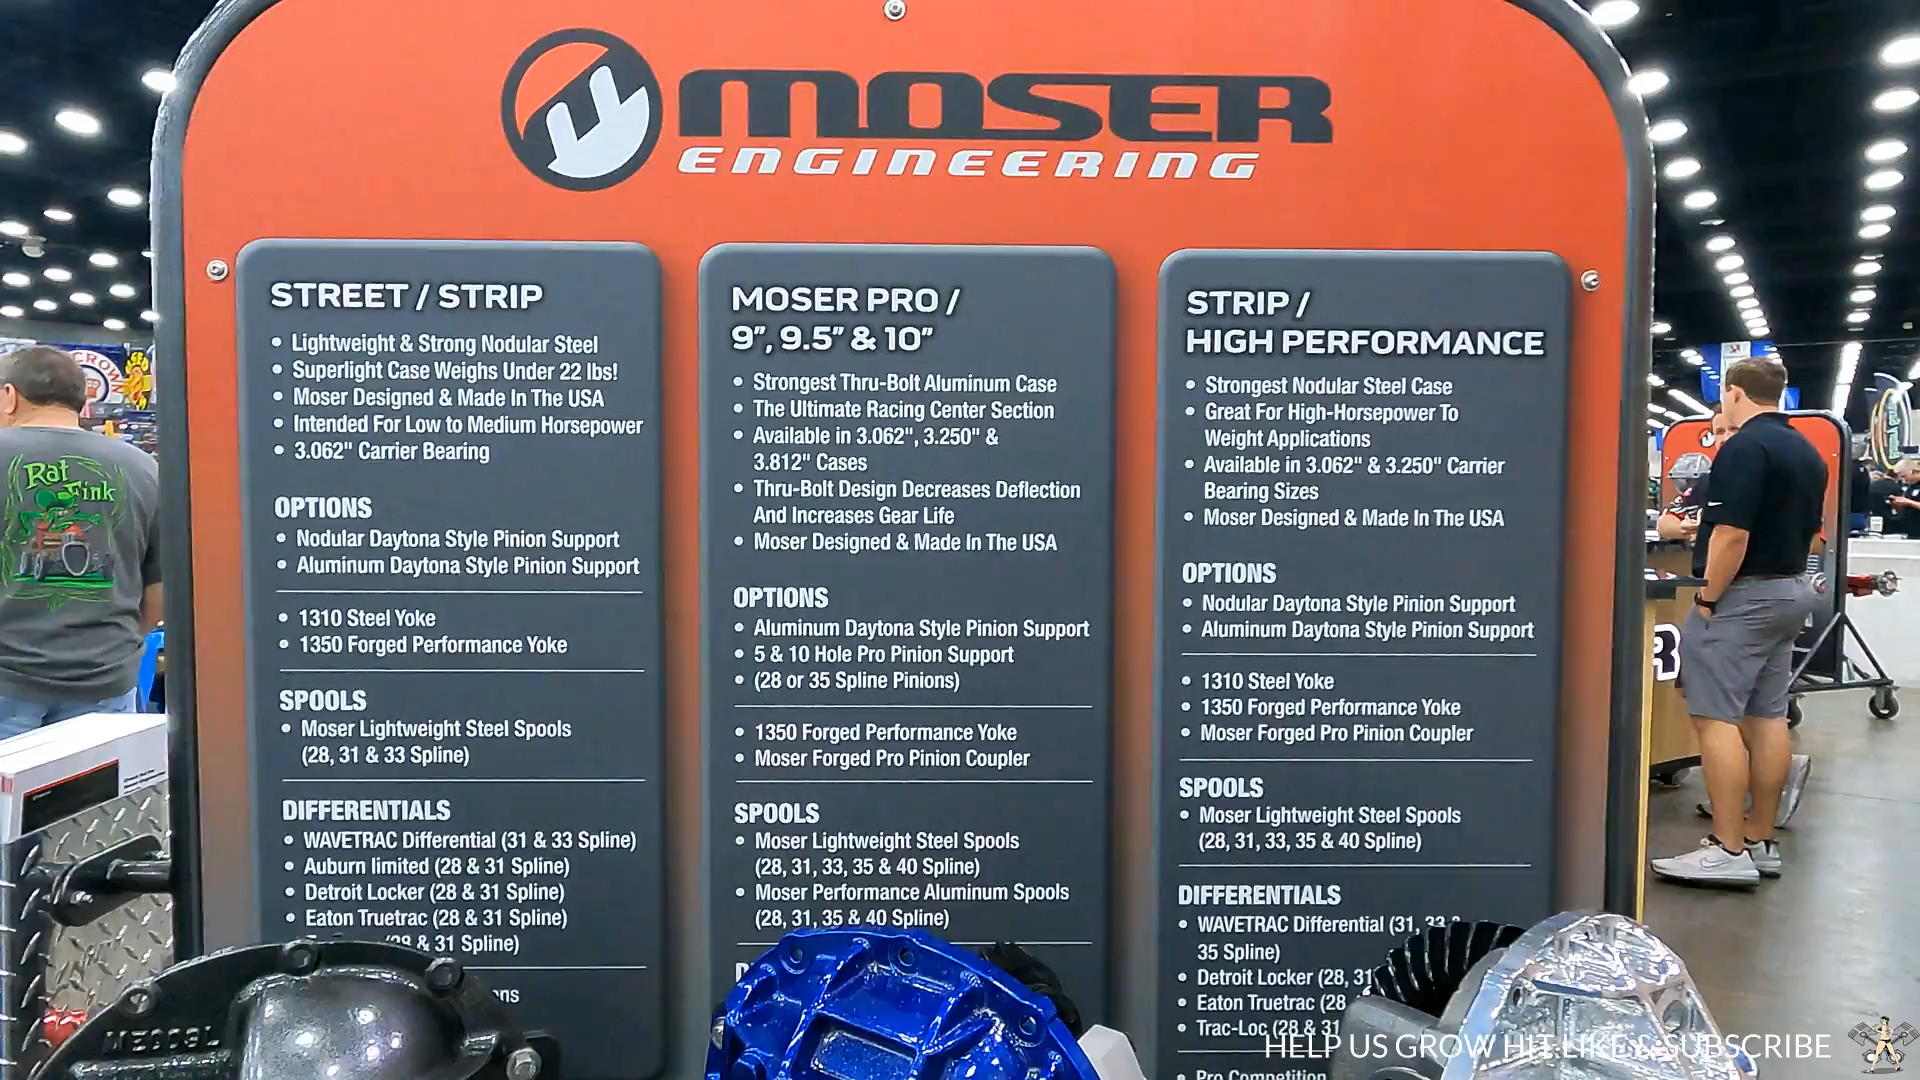 MOSER
ENGINEERING
STREET / STRIP
• Lightweight & Strong Nodular Steel
• Superlight Case Weighs Under 22 lbs!
• Moser Designed & Made In The USA
• Intended For Low to Medium Horsepower
• 3.062" Carrier Bearing
OPTIONS
• Nodular Daytona Style Pinion Support
• Aluminum Daytona Style Pinion Support
• 1310 Steel Yoke
• 1350 Forged Performance Yoke
SPOOLS
• Moser Lightweight Steel Spools
(28, 31 & 33 Spline)
DIFFERENTIALS
• WAVETRAC Differential (31 & 33 Spline)
• Auburn limited (28 & 31 Spline)
• Detroit Locker (28 & 31 Spline)
• Eaton Truetrac (28 & 31 Spline)
(28 & 31 Spline)
MOSER PRO /
9", 9.5" & 10"
• Strongest Thru-Bolt Aluminum Case
• The Ultimate Racing Center Section
• Available in 3.062", 3.250" &
3.812" Cases
• Thru-Bolt Design Decreases Deflection
And Increases Gear Life
• Moser Designed & Made In The USA
OPTIONS
• Aluminum Daytona Style Pinion Support
• 5 & 10 Hole Pro Pinion Support
• (28 or 35 Spline Pinions)
• 1350 Forged Performance Yoke
• Moser Forged Pro Pinion Coupler
SPOOLS
• Moser Lightweight Steel Spools
(28, 31, 33, 35 & 40 Spline)
• Moser Performance Aluminum Spools
(28, 31, 35 & 40 Spline)
STRIP /
HIGH PERFORMANCE
• Strongest Nodular Steel Case
• Great For High-Horsepower To
Weight Applications
• Available in 3.062" & 3.250" Carrier
Bearing Sizes
• Moser Designed & Made In The USA
OPTIONS
• Nodular Daytona Style Pinion Support
• Aluminum Daytona Style Pinion Support
• 1310 Steel Yoke
• 1350 Forged Performance Yoke
• Moser Forged Pro Pinion Coupler
SPOOLS
• Moser Lightweight Steel Spools
(28, 31, 33, 35 & 40 Spline)
DIFFERENTIALS
• WAVETRAC Differential (31, 33 &
35 Spline)
• Detroit Locker (28, 31
• Eaton Truetrac (28
• Trac-Loc (28 & 31
• Pro Competition
Rat
Fink
CROWN
HELP US GROW HIT LIKE & SUBSCRIBE